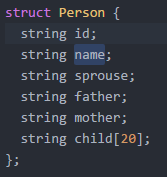 struct Person {
  string id;
  string name;
  string sprouse;
  string father;
  string mother;
  string child[20];
};